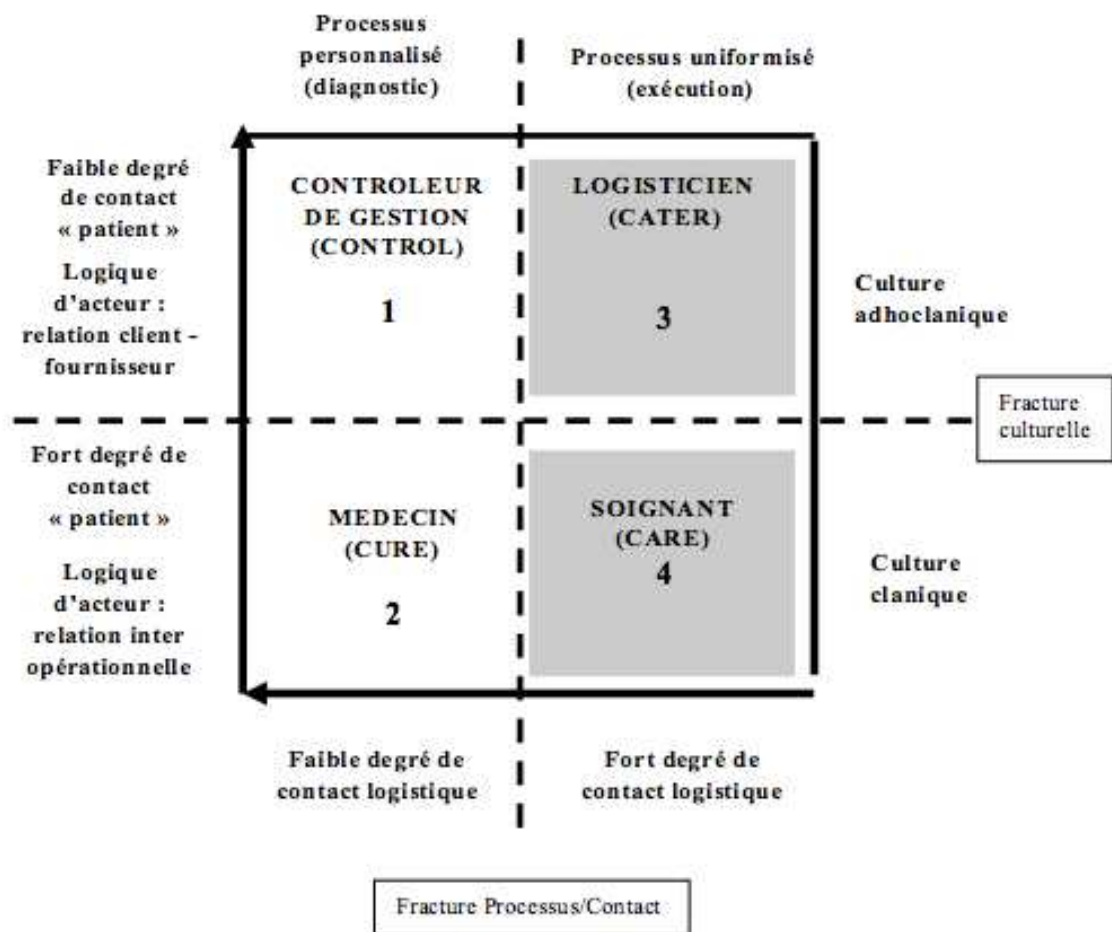 Processus
personnalisé
(diagnostic)
Processus uniformisé
(exécution)
Faible degré
de contact
« patient »
Logique
d'acteur :
relation client -
fournisseur
CONTROLEUR
DE GESTION
(CONTROL)
1
LOGISTICIEN
(CATER)
3
Culture
adhoclanique
Fracture
culturelle
Fort degré de
contact
« patient »
Logique
d'acteur :
relation inter
opérationnelle
MEDECIN
(CURE)
2
SOIGNANT
(CARE)
4
Culture
clanique
Faible degré de
contact logistique
Fort degré de
contact logistique
Fracture Processus/Contact